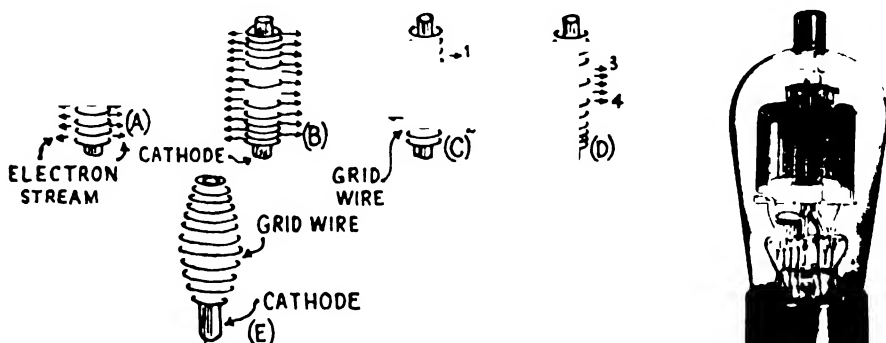 1
3
4
(A)
(B)
(C)
(D)
CATHODE
ELECTRON
STREAM
GRID
WIRE
GRID WIRE
CATHODE
(E)